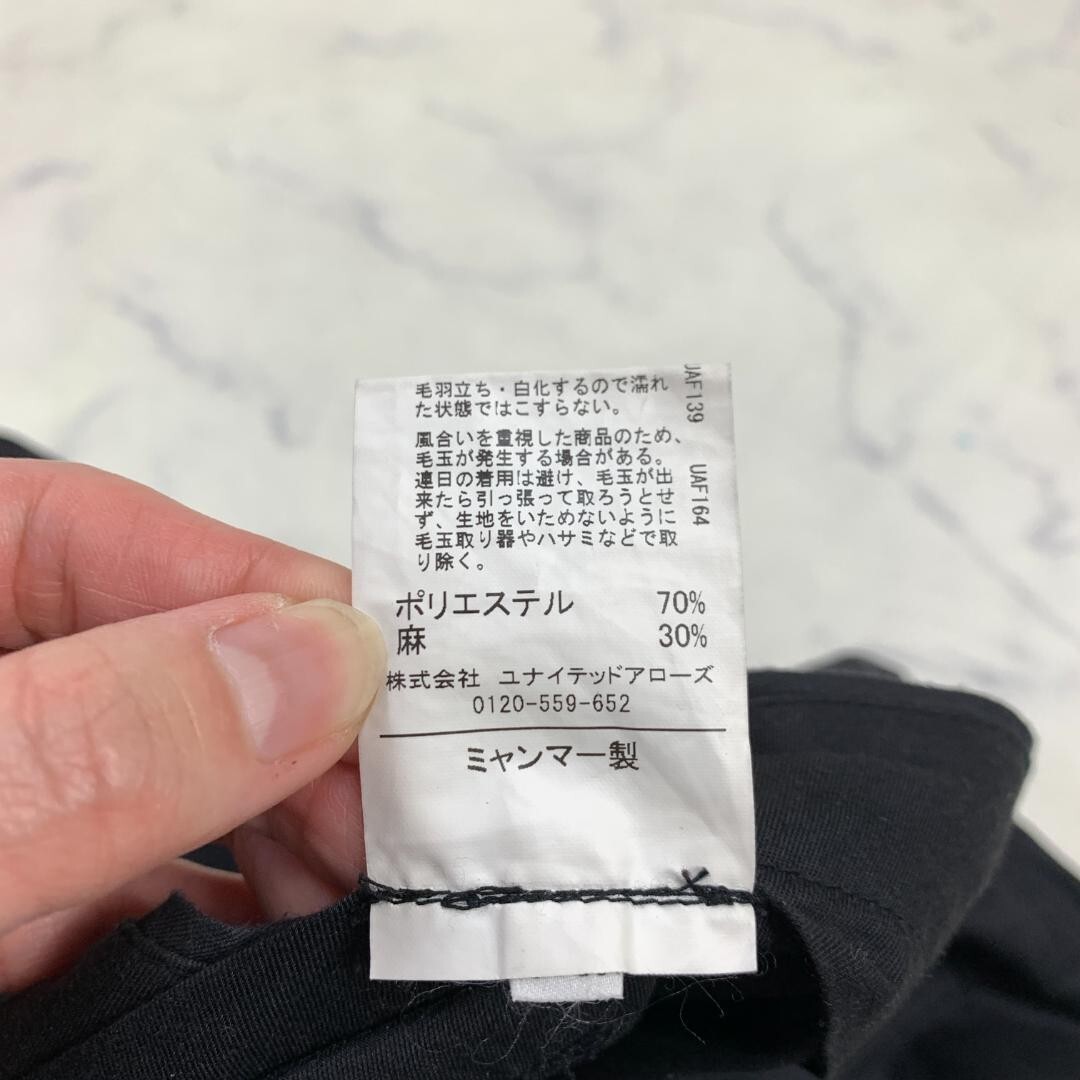 毛羽立ち・白化するので濡れ
た状態ではこすらない。
風合いを重視した商品のため、
毛玉が発生する場合がある。
連日の着用は避け、毛玉が出
来たら引っ張って取ろうとせ
ず、生地をいためないように
毛玉取り器やハサミなどで取
り除く。
UAF139
UAF164
ポリエステル 70%
麻 30%
株式会社 ユナイテッドアローズ
0120-559-652
ミャンマー製